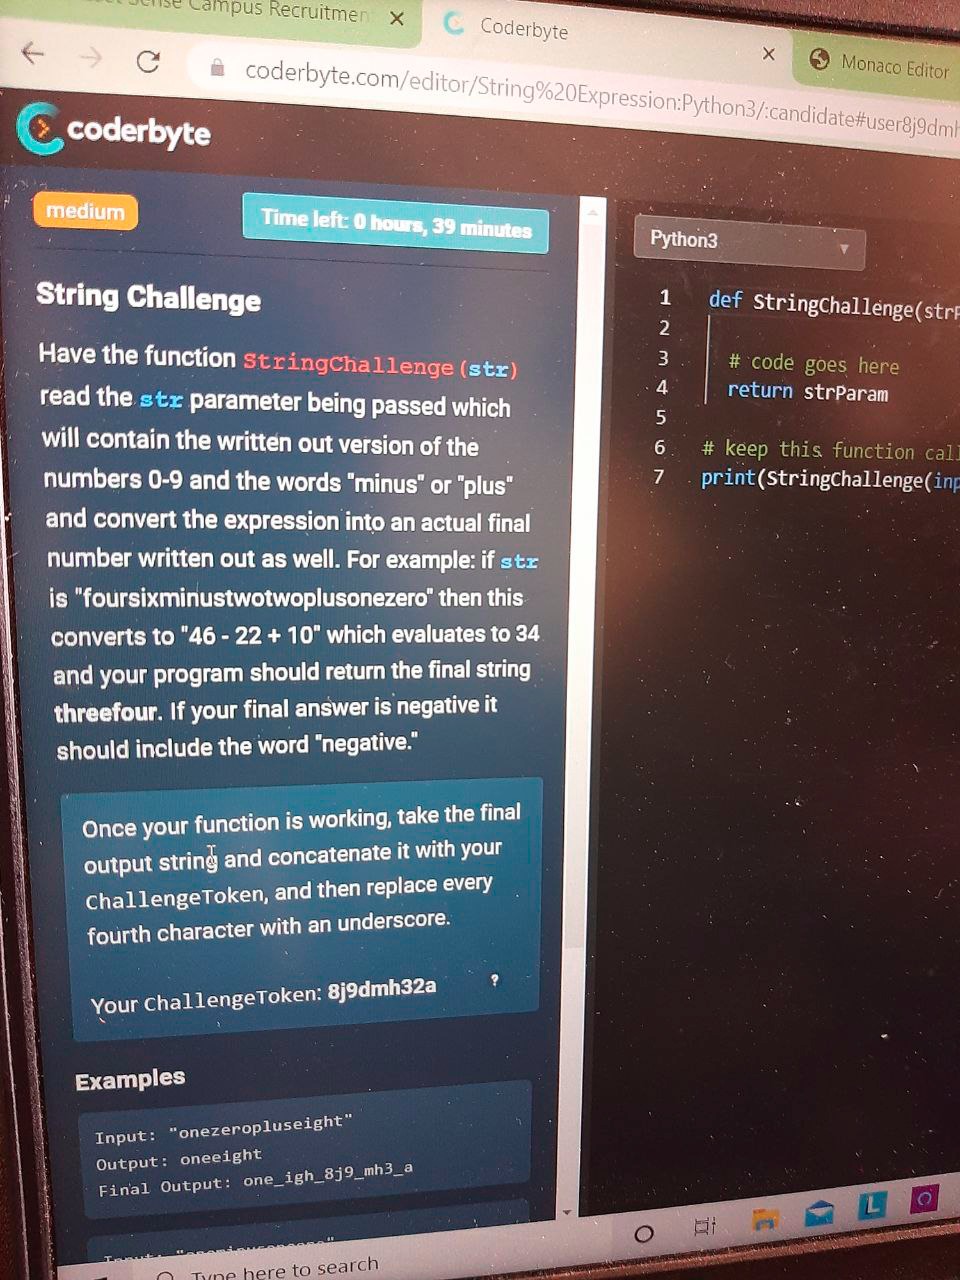 Sense Campus Recruitmen
Coderbyte
Monaco Editor
coderbyte.com/editor/String%20Expression:Python3/:candidate#user8j9dmh
coderbyte
medium
Time left: 0 hours, 39 minutes
String Challenge
Have the function StringChallenge(str)
read the str parameter being passed which
will contain the written out version of the
numbers 0-9 and the words "minus" or "plus"
and convert the expression into an actual final
number written out as well. For example: if str
is "foursixminustwotwoplusonezero" then this
converts to "46 - 22 + 10" which evaluates to 34
and your program should return the final string
threefour. If your final answer is negative it
should include the word "negative."
Once your function is working, take the final
output string and concatenate it with your
ChallengeToken, and then replace every
fourth character with an underscore.
Your ChallengeToken: 8j9dmh32a
?
Examples
Input: "onezeropluseight"
Output: oneeight
Final Output: one_igh_8j9_mh3_a
Input:
Python3
1 def StringChallenge(strP
2
3 # code goes here
4 return strParam
5
6 # keep this function call
7 print(StringChallenge(inp
Type here to search